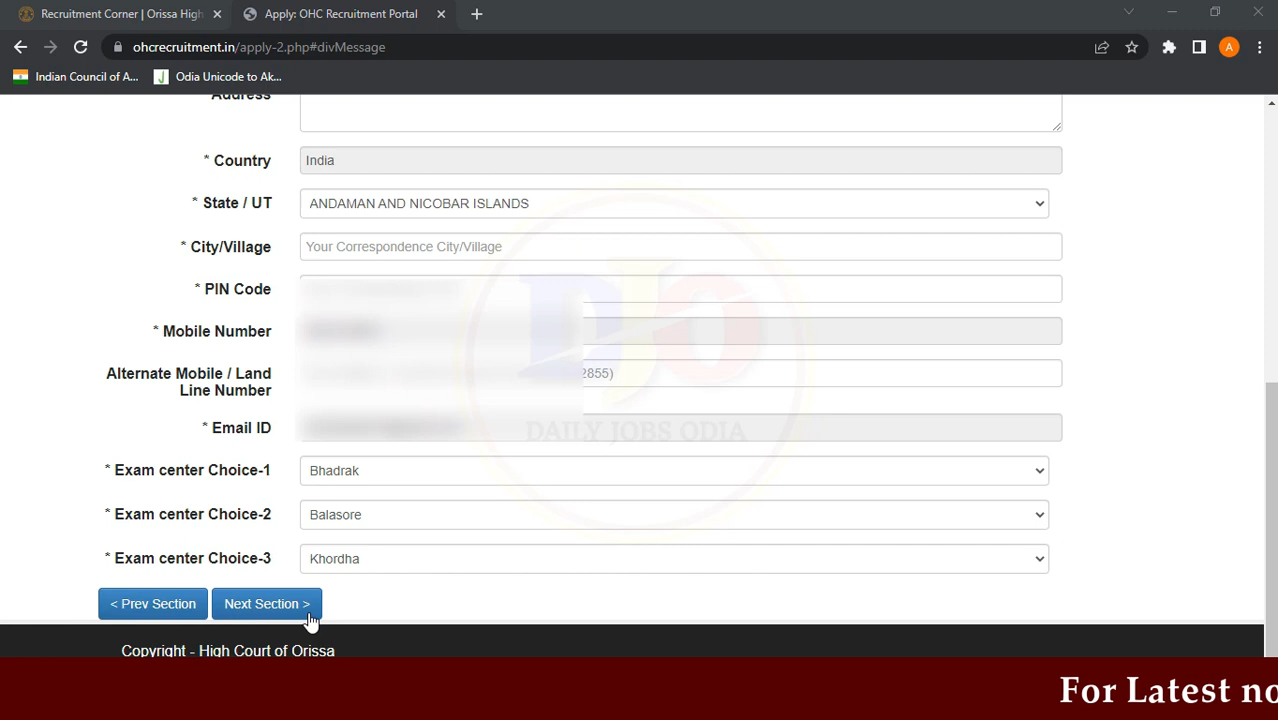 Recruitment Corner | Orissa High
Apply: OHC Recruitment Portal
ohcrecruitment.in/apply-2.php#divMessage
Indian Council of A...
Odia Unicode to Ak...
Address
* Country
India
* State / UT
ANDAMAN AND NICOBAR ISLANDS
* City/Village
Your Correspondence City/Village
* PIN Code
* Mobile Number
Alternate Mobile / Land
Line Number
2855)
* Email ID
DAILY JOBS ODIA
* Exam center Choice-1
Bhadrak
* Exam center Choice-2
Balasore
* Exam center Choice-3
Khordha
< Prev Section
Next Section >
Copyright - High Court of Orissa
For Latest no